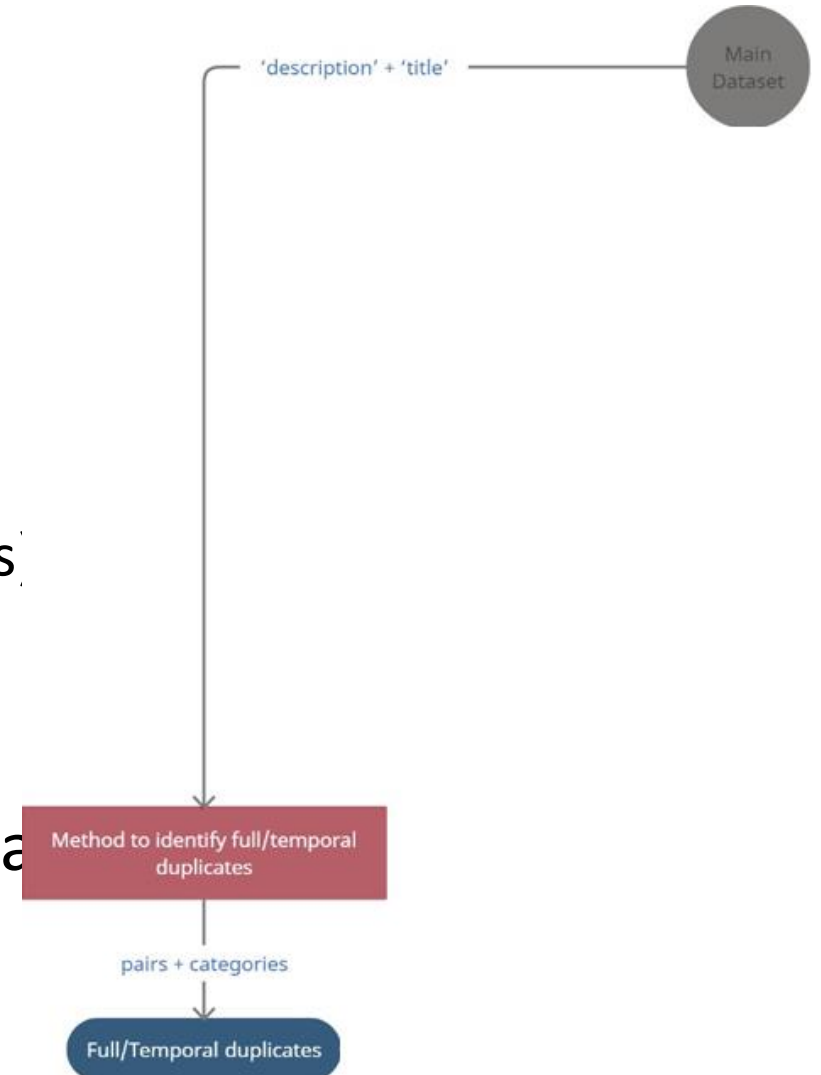 ‘description’ + ‘title’
Main
Dataset
s)
a
Method to identify full/temporal
duplicates
pairs + categories
Full/Temporal duplicates